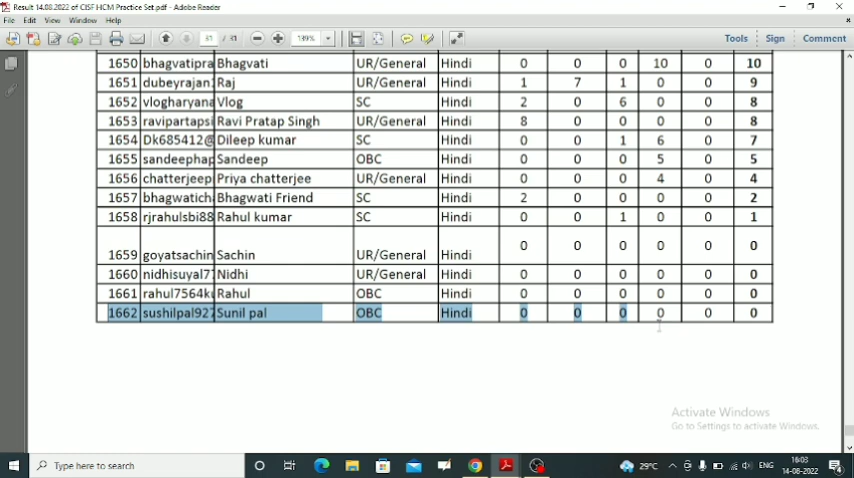 Result 14.08.2022 of CISF HCM Practice Set.pdf - Adobe Reader
File Edit View Window Help
31 / 31 139% Tools Sign Comment
1650 bhagvatipra Bhagvati UR/General Hindi 0 0 0 10 0 10
1651 dubeyrajan Raj UR/General Hindi 1 7 1 0 0 9
1652 vlogharyana Vlog SC Hindi 2 0 6 0 0 8
1653 ravipartapsi Ravi Pratap Singh UR/General Hindi 8 0 0 0 0 8
1654 Dk685412@ Dileep kumar SC Hindi 0 0 1 6 0 7
1655 sandeephap Sandeep OBC Hindi 0 0 0 5 0 5
1656 chatterjeep Priya chatterjee UR/General Hindi 0 0 0 4 0 4
1657 bhagwatich Bhagwati Friend SC Hindi 2 0 0 0 0 2
1658 rjrahulsbi88 Rahul kumar SC Hindi 0 0 1 0 0 1
1659 goyatsachin Sachin UR/General Hindi 0 0 0 0 0 0
1660 nidhisuyal77 Nidhi UR/General Hindi 0 0 0 0 0 0
1661 rahul7564k Rahul OBC Hindi 0 0 0 0 0 0
1662 sushilpal927 Sunil pal OBC Hindi 0 0 0 0 0 0
Activate Windows
Go to Settings to activate Windows.
Type here to search 29°C ENG 16:03
14-08-2022 4